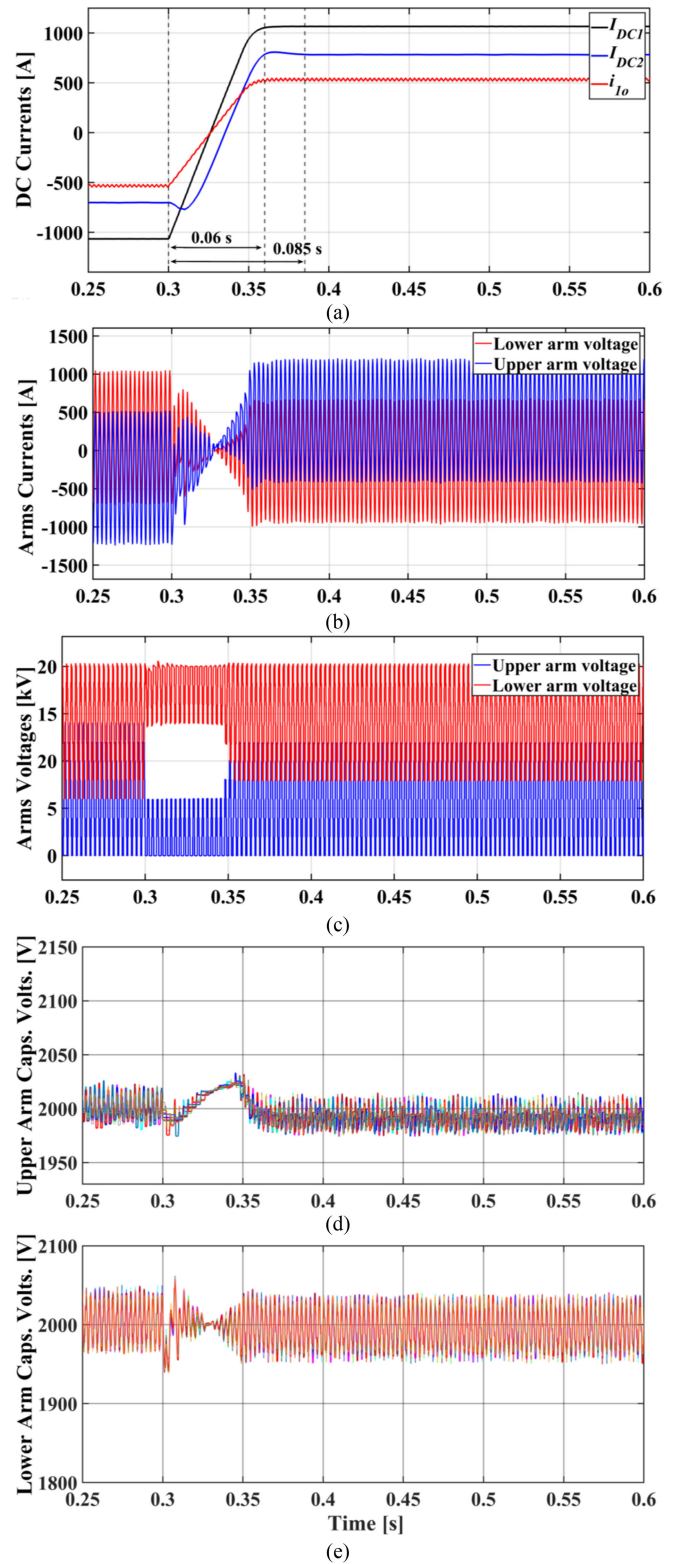 DC Currents [A]
1000
500
0
-500
-1000
I_DC1
I_DC2
i_1o
0.06 s
0.085 s
0.25 0.3 0.35 0.4 0.45 0.5 0.55 0.6
(a)
Arms Currents [A]
1500
1000
500
0
-500
-1000
-1500
Lower arm voltage
Upper arm voltage
0.25 0.3 0.35 0.4 0.45 0.5 0.55 0.6
(b)
Arms Voltages [kV]
20
15
20
5
0
Upper arm voltage
Lower arm voltage
0.25 0.3 0.35 0.4 0.45 0.5 0.55 0.6
(c)
Upper Arm Caps. Volts. [V]
2150
2100
2050
2000
1950
0.25 0.3 0.35 0.4 0.45 0.5 0.55 0.6
(d)
Lower Arm Caps. Volts. [V]
2100
2000
1900
1800
0.25 0.3 0.35 0.4 0.45 0.5 0.55 0.6
Time [s]
(e)